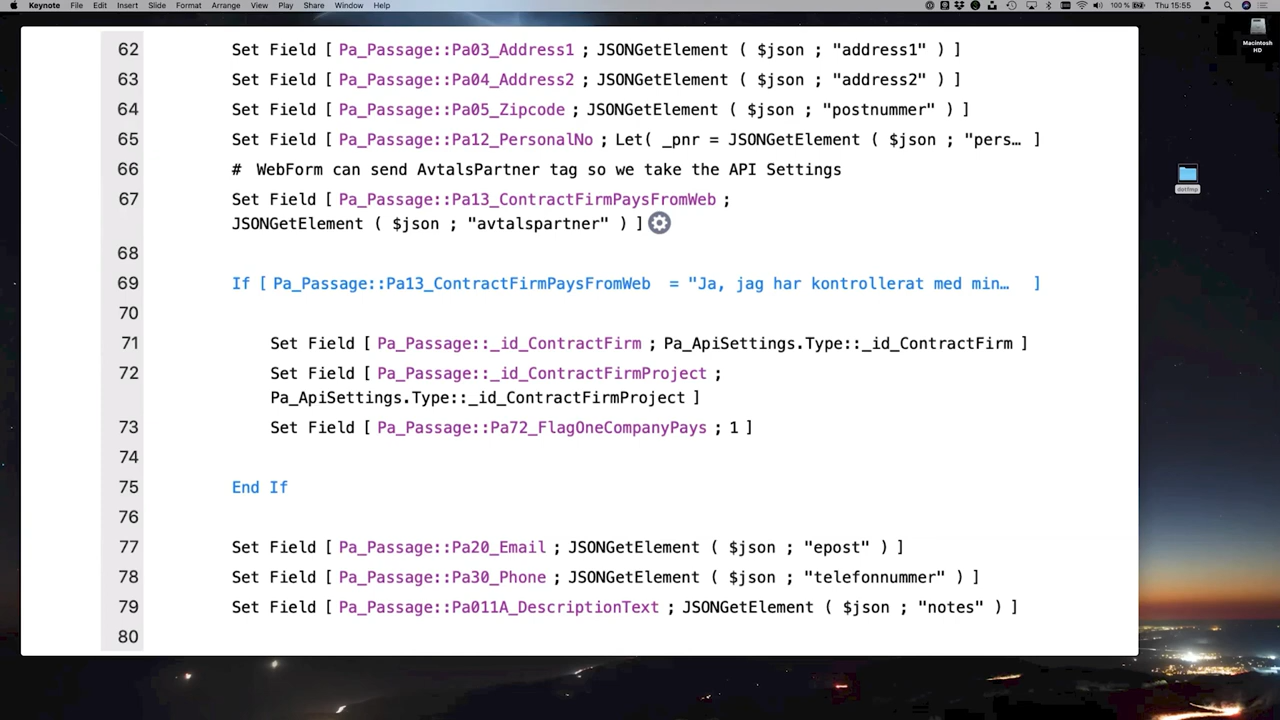 Keynote File Edit Insert Slide Format Arrange View Play Share Window Help 100 % Thu 15:55
Macintosh HD
dotfmp
62 Set Field [ Pa_Passage::Pa03_Address1 ; JSONGetElement ( $json ; "address1" ) ]
63 Set Field [ Pa_Passage::Pa04_Address2 ; JSONGetElement ( $json ; "address2" ) ]
64 Set Field [ Pa_Passage::Pa05_Zipcode ; JSONGetElement ( $json ; "postnummer" ) ]
65 Set Field [ Pa_Passage::Pa12_PersonalNo ; Let( _pnr = JSONGetElement ( $json ; "pers… ]
66 # WebForm can send AvtalsPartner tag so we take the API Settings
67 Set Field [ Pa_Passage::Pa13_ContractFirmPaysFromWeb ;
JSONGetElement ( $json ; "avtalspartner" ) ]
68
69 If [ Pa_Passage::Pa13_ContractFirmPaysFromWeb = "Ja, jag har kontrollerat med min… ]
70
71 Set Field [ Pa_Passage::_id_ContractFirm ; Pa_ApiSettings.Type::_id_ContractFirm ]
72 Set Field [ Pa_Passage::_id_ContractFirmProject ;
Pa_ApiSettings.Type::_id_ContractFirmProject ]
73 Set Field [ Pa_Passage::Pa72_FlagOneCompanyPays ; 1 ]
74
75 End If
76
77 Set Field [ Pa_Passage::Pa20_Email ; JSONGetElement ( $json ; "epost" ) ]
78 Set Field [ Pa_Passage::Pa30_Phone ; JSONGetElement ( $json ; "telefonnummer" ) ]
79 Set Field [ Pa_Passage::Pa011A_DescriptionText ; JSONGetElement ( $json ; "notes" ) ]
80